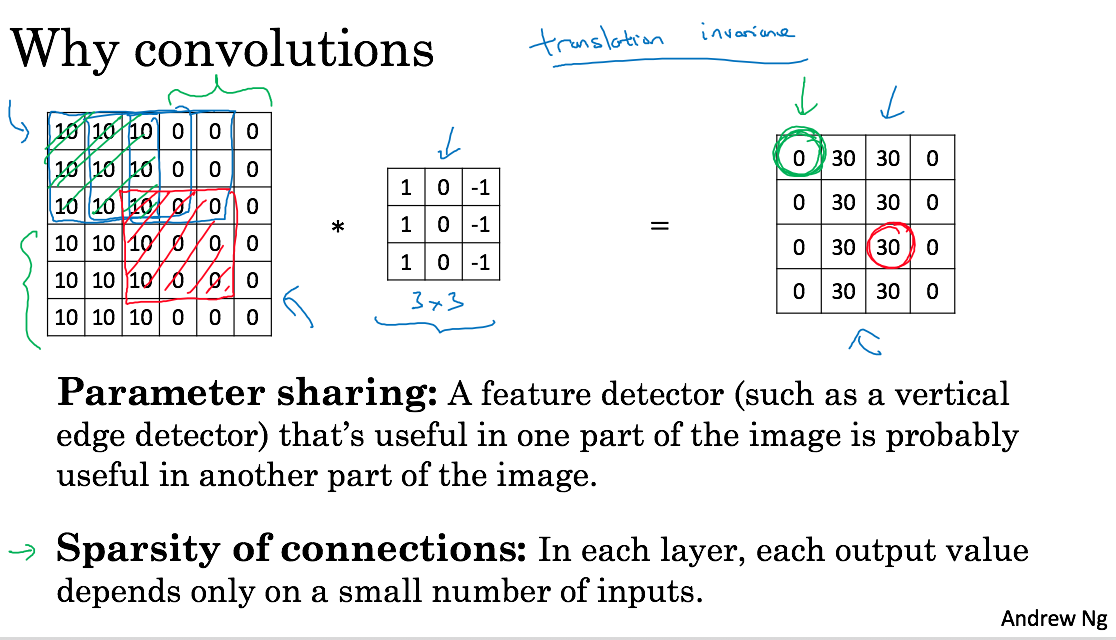 Why convolutions
translation invariance
10 10 10 0 0 0
10 10 10 0 0 0
10 10 10 0 0 0
10 10 10 0 0 0
10 10 10 0 0 0
10 10 10 0 0 0
*
1 0 -1
1 0 -1
1 0 -1
3x3
=
0 30 30 0
0 30 30 0
0 30 30 0
0 30 30 0
Parameter sharing: A feature detector (such as a vertical
edge detector) that's useful in one part of the image is probably
useful in another part of the image.
→ Sparsity of connections: In each layer, each output value
depends only on a small number of inputs.
Andrew Ng